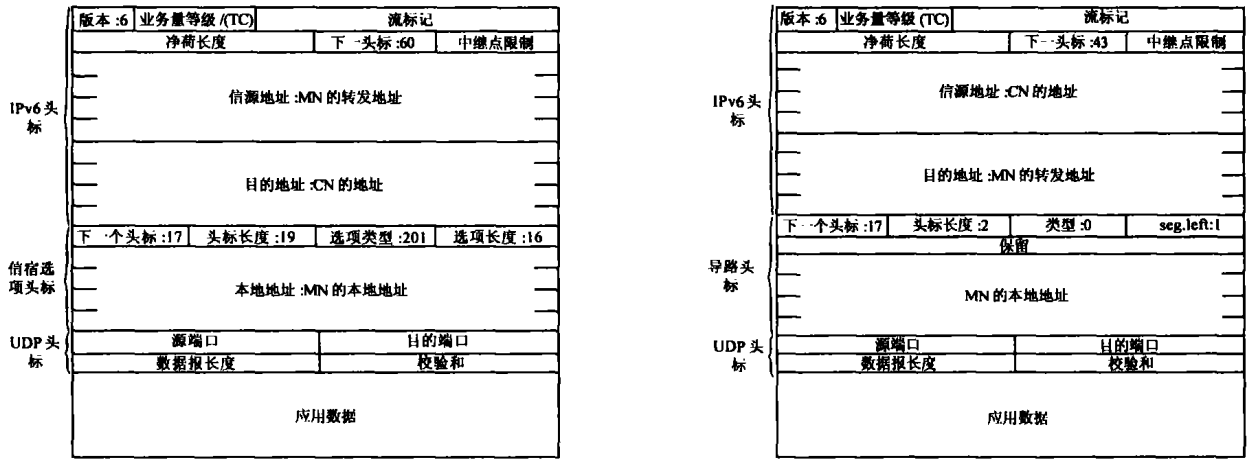 版本:6 业务量等级 /(TC) 流标记
净荷长度 下一头标:60 中继点限制
IPv6头标
信源地址:MN的转发地址
目的地址:CN的地址
下一个头标:17 头标长度:19 选项类型:201 选项长度:16
信宿选项头标
本地地址:MN的本地地址
UDP头标
源端口 目的端口
数据报长度 校验和
应用数据
版本:6 业务量等级(TC) 流标记
净荷长度 下一头标:43 中继点限制
IPv6头标
信源地址:CN的地址
目的地址:MN的转发地址
下一个头标:17 头标长度:2 类型:0 seg.left:1
保留
导路头标
MN的本地地址
UDP头标
源端口 目的端口
数据报长度 校验和
应用数据